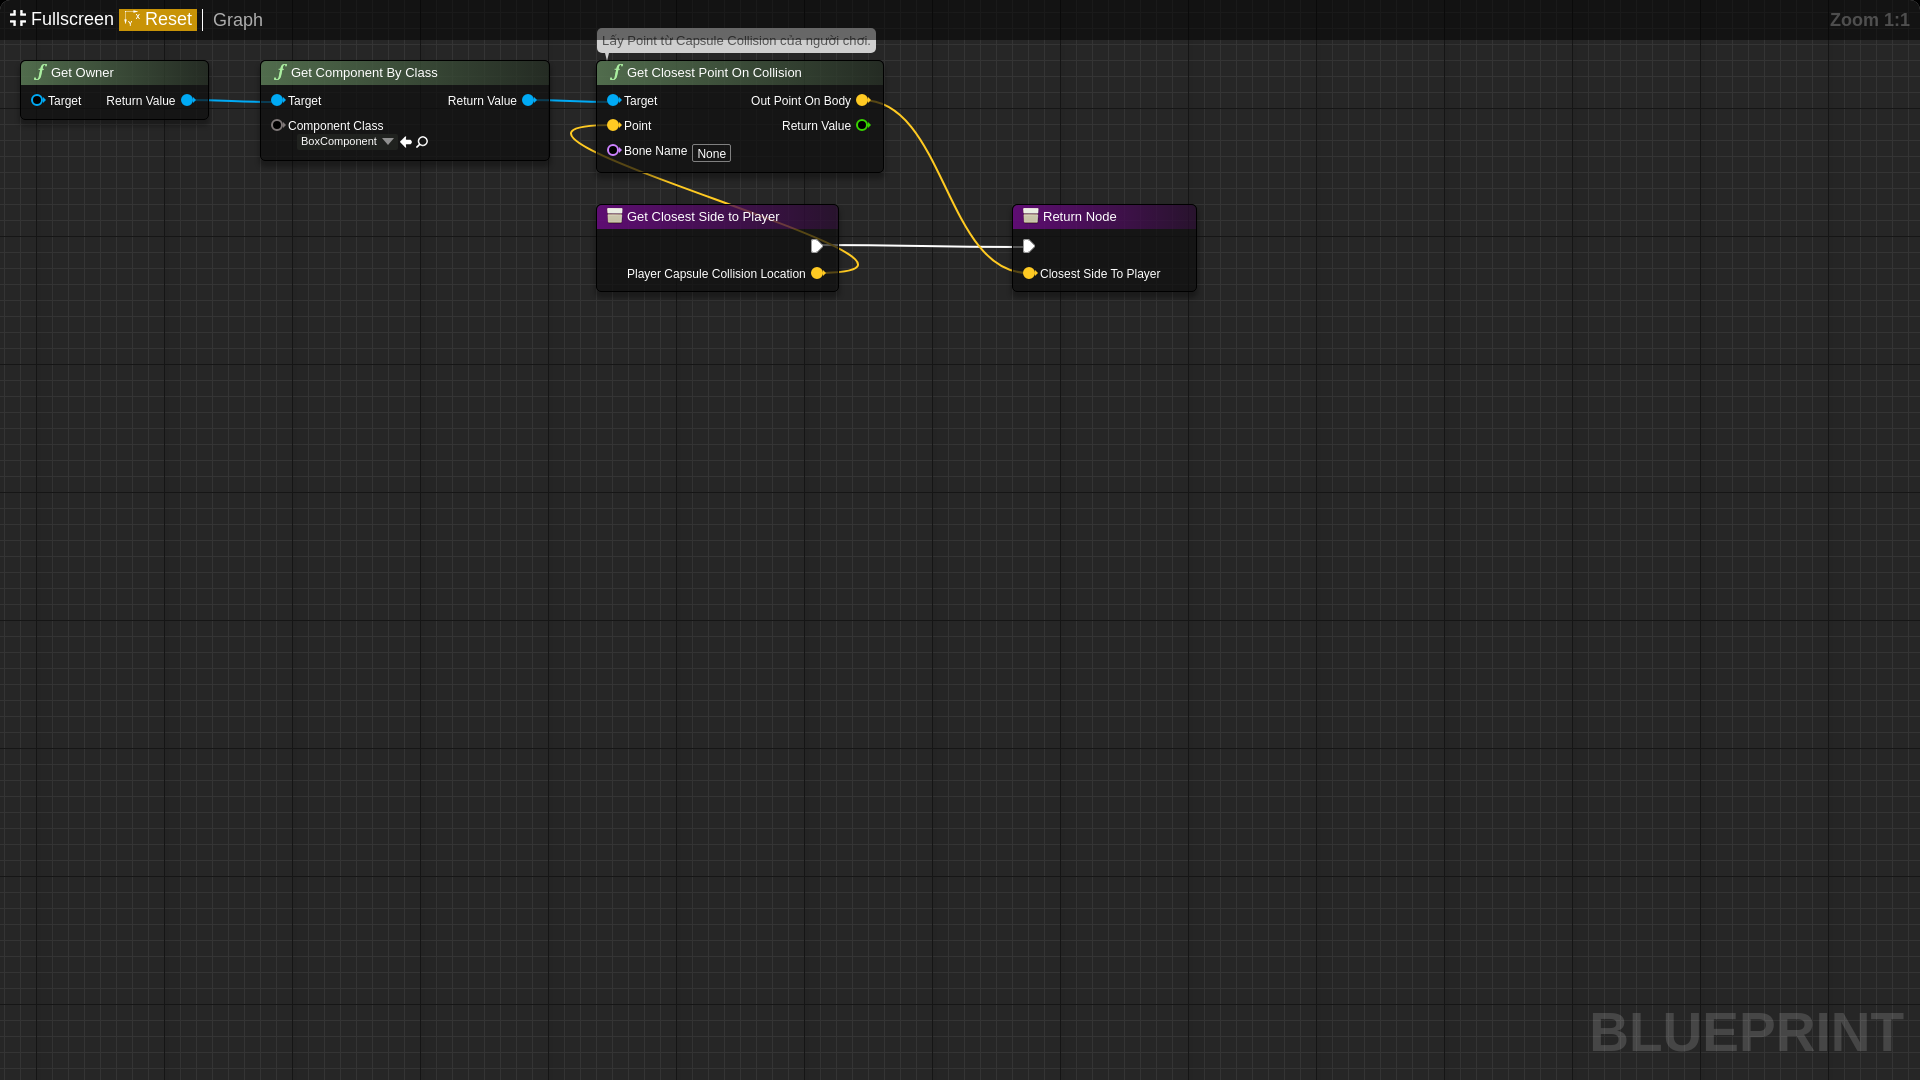 Fullscreen Reset Graph Zoom 1:1
Lấy Point từ Capsule Collision của người chơi.
Get Owner
Target Return Value
Get Component By Class
Target Return Value
Component Class
BoxComponent
Get Closest Point On Collision
Target Out Point On Body
Point Return Value
Bone Name None
Get Closest Side to Player
Player Capsule Collision Location
Return Node
Closest Side To Player
BLUEPRINT